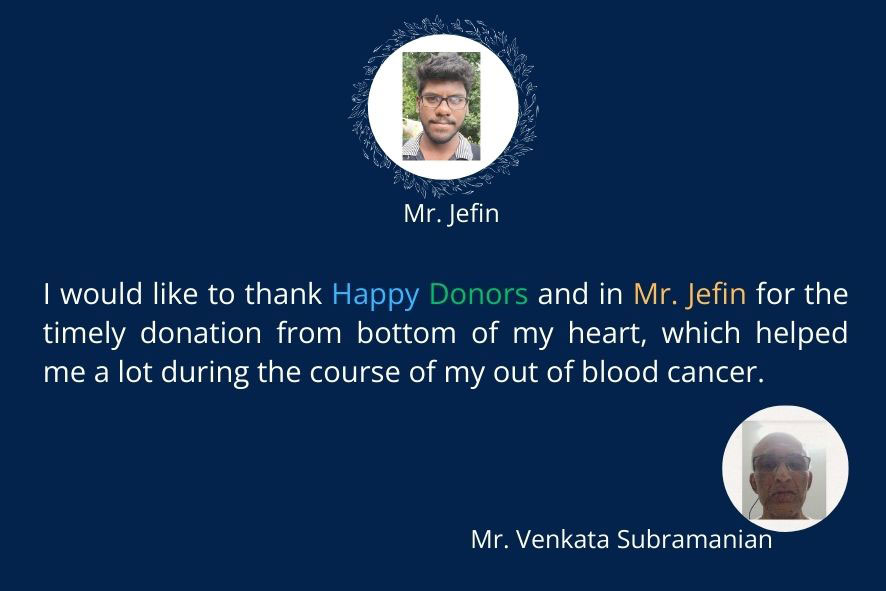 Mr. Jefin
I would like to thank Happy Donors and in Mr. Jefin for the
timely donation from bottom of my heart, which helped
me a lot during the course of my out of blood cancer.
Mr. Venkata Subramanian